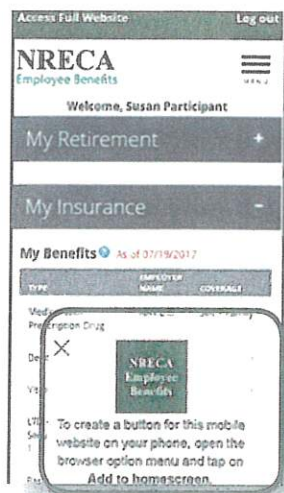 Access Full Website Log out
NRECA
Employee Benefits
MENU
Welcome, Susan Participant
My Retirement +
My Insurance -
My Benefits As of 07/19/2017
TYPE EMPLOYER NAME COVERAGE
Prescription Drug
NRECA
Employee
Benefits
To create a button for this mobile
website on your phone, open the
browser option menu and tap on
Add to homescreen.